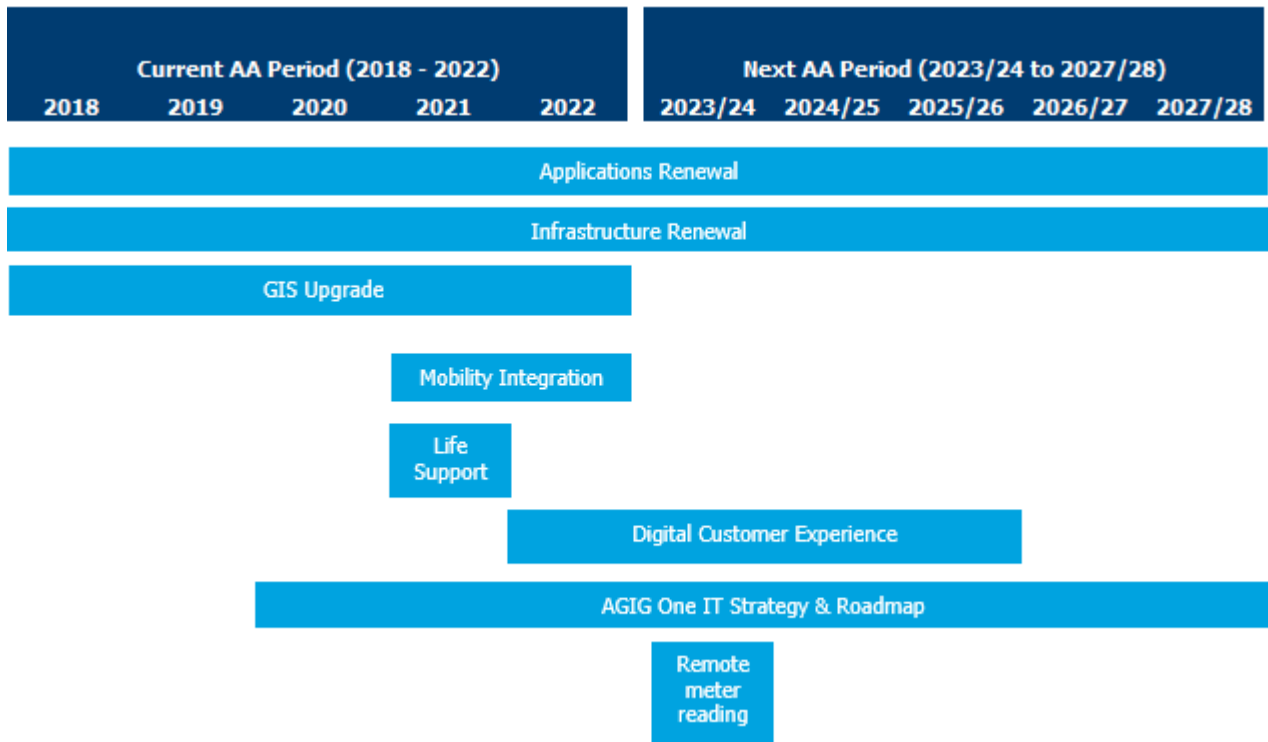 Current AA Period (2018 - 2022)
2018 2019 2020 2021 2022
Next AA Period (2023/24 to 2027/28)
2023/24 2024/25 2025/26 2026/27 2027/28
Applications Renewal
Infrastructure Renewal
GIS Upgrade
Mobility Integration
Life
Support
Digital Customer Experience
AGIG One IT Strategy & Roadmap
Remote
meter
reading